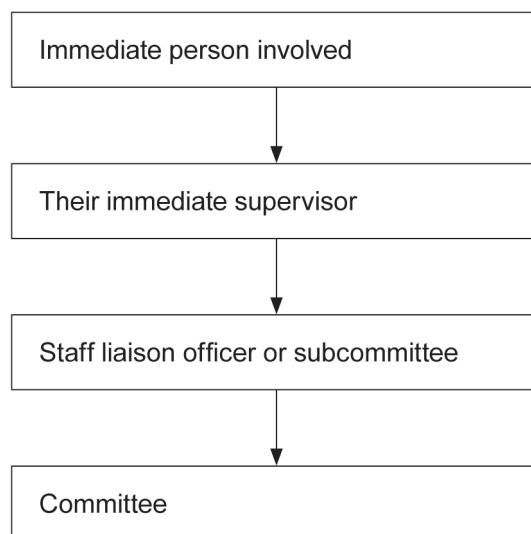 Immediate person involved
Their immediate supervisor
Staff liaison officer or subcommittee
Committee